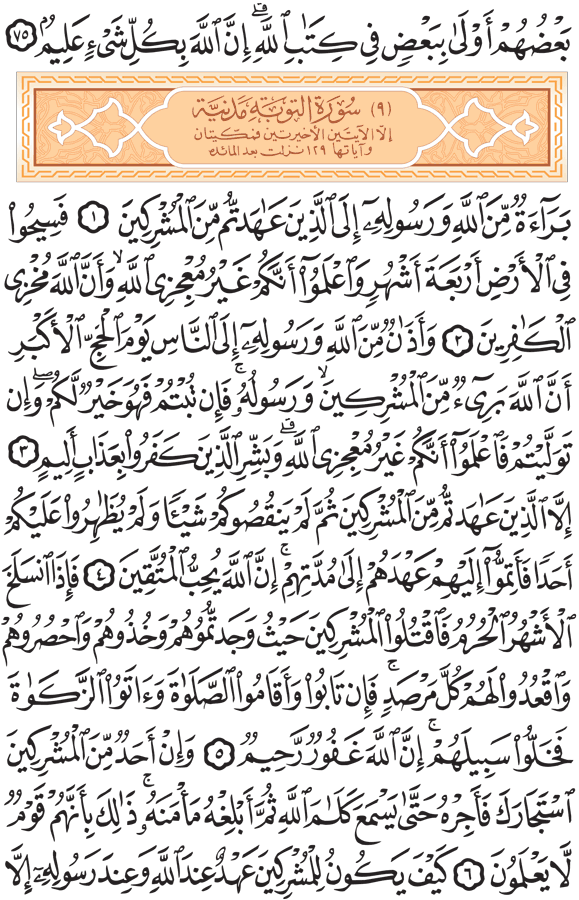 بَعْضُهُمْ أَوْلَىٰ بِبَعْضٍ فِي كِتَٰبِ ٱللَّهِ ۗ إِنَّ ٱللَّهَ بِكُلِّ شَىْءٍ عَلِيمٌۢ ٧٥
(٩) سُورَة التوبة مَدنيَّة
إلا الآيتين الأخيرتين فمكيتان
وآياتها ١٢٩ نزلت بعد المائدة
بَرَآءَةٌ مِّنَ ٱللَّهِ وَرَسُولِهِۦٓ إِلَى ٱلَّذِينَ عَٰهَدتُّم مِّنَ ٱلْمُشْرِكِينَ ١ فَسِيحُوا۟
فِى ٱلْأَرْضِ أَرْبَعَةَ أَشْهُرٍ وَٱعْلَمُوٓا۟ أَنَّكُمْ غَيْرُ مُعْجِزِى ٱللَّهِ ۙ وَأَنَّ ٱللَّهَ مُخْزِى
ٱلْكَٰفِرِينَ ٢ وَأَذَٰنٌ مِّنَ ٱللَّهِ وَرَسُولِهِۦٓ إِلَى ٱلنَّاسِ يَوْمَ ٱلْحَجِّ ٱلْأَكْبَرِ
أَنَّ ٱللَّهَ بَرِىٓءٌ مِّنَ ٱلْمُشْرِكِينَ ۙ وَرَسُولُهُۥ ۚ فَإِن تُبْتُمْ فَهُوَ خَيْرٌ لَّكُمْ ۖ وَإِن
تَوَلَّيْتُمْ فَٱعْلَمُوٓا۟ أَنَّكُمْ غَيْرُ مُعْجِزِى ٱللَّهِ ۗ وَبَشِّرِ ٱلَّذِينَ كَفَرُوا۟ بِعَذَابٍ أَلِيمٍ ٣
إِلَّا ٱلَّذِينَ عَٰهَدتُّم مِّنَ ٱلْمُشْرِكِينَ ثُمَّ لَمْ يَنقُصُوكُمْ شَيْـًٔا وَلَمْ يُظَٰهِرُوا۟ عَلَيْكُمْ
أَحَدًا فَأَتِمُّوٓا۟ إِلَيْهِمْ عَهْدَهُمْ إِلَىٰ مُدَّتِهِمْ ۚ إِنَّ ٱللَّهَ يُحِبُّ ٱلْمُتَّقِينَ ٤ فَإِذَا ٱنسَلَخَ
ٱلْأَشْهُرُ ٱلْحُرُمُ فَٱقْتُلُوا۟ ٱلْمُشْرِكِينَ حَيْثُ وَجَدتُّمُوهُمْ وَخُذُوهُمْ وَٱحْصُرُوهُمْ
وَٱقْعُدُوا۟ لَهُمْ كُلَّ مَرْصَدٍ ۚ فَإِن تَابُوا۟ وَأَقَامُوا۟ ٱلصَّلَوٰةَ وَءَاتَوُا۟ ٱلزَّكَوٰةَ
فَخَلُّوا۟ سَبِيلَهُمْ ۚ إِنَّ ٱللَّهَ غَفُورٌ رَّحِيمٌ ٥ وَإِنْ أَحَدٌ مِّنَ ٱلْمُشْرِكِينَ
ٱسْتَجَارَكَ فَأَجِرْهُ حَتَّىٰ يَسْمَعَ كَلَٰمَ ٱللَّهِ ثُمَّ أَبْلِغْهُ مَأْمَنَهُۥ ۚ ذَٰلِكَ بِأَنَّهُمْ قَوْمٌ
لَّا يَعْلَمُونَ ٦ كَيْفَ يَكُونُ لِلْمُشْرِكِينَ عَهْدٌ عِندَ ٱللَّهِ وَعِندَ رَسُولِهِۦٓ إِلَّا